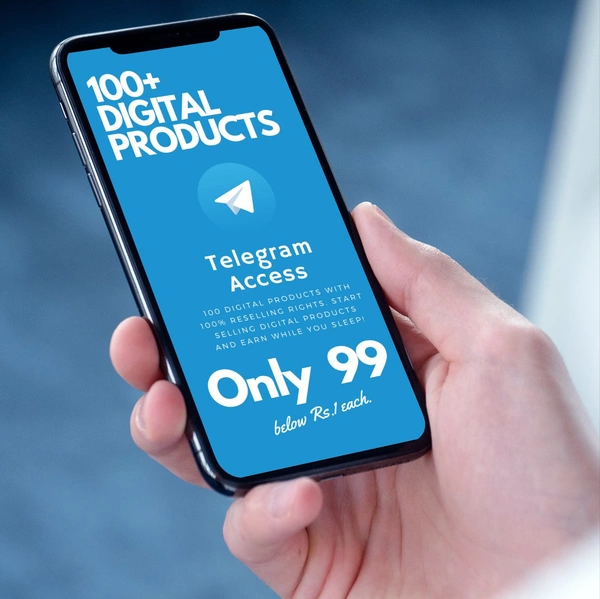 100+
DIGITAL
PRODUCTS
Telegram
Access
100 DIGITAL PRODUCTS WITH
100% RESELLING RIGHTS. START
SELLING DIGITAL PRODUCTS
AND EARN WHILE YOU SLEEP!
Only 99
below Rs.1 each.